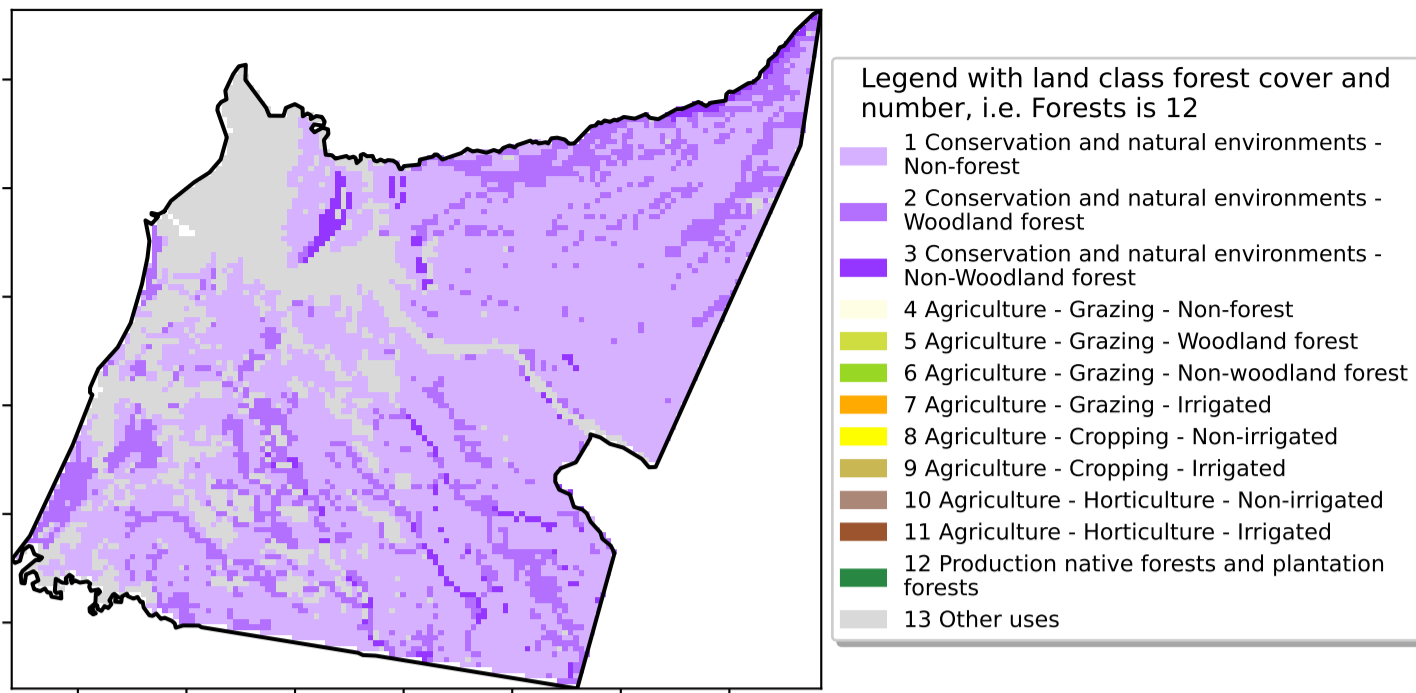 Legend with land class forest cover and
number, i.e. Forests is 12
1 Conservation and natural environments -
Non-forest
2 Conservation and natural environments -
Woodland forest
3 Conservation and natural environments -
Non-Woodland forest
4 Agriculture - Grazing - Non-forest
5 Agriculture - Grazing - Woodland forest
6 Agriculture - Grazing - Non-woodland forest
7 Agriculture - Grazing - Irrigated
8 Agriculture - Cropping - Non-irrigated
9 Agriculture - Cropping - Irrigated
10 Agriculture - Horticulture - Non-irrigated
11 Agriculture - Horticulture - Irrigated
12 Production native forests and plantation
forests
13 Other uses